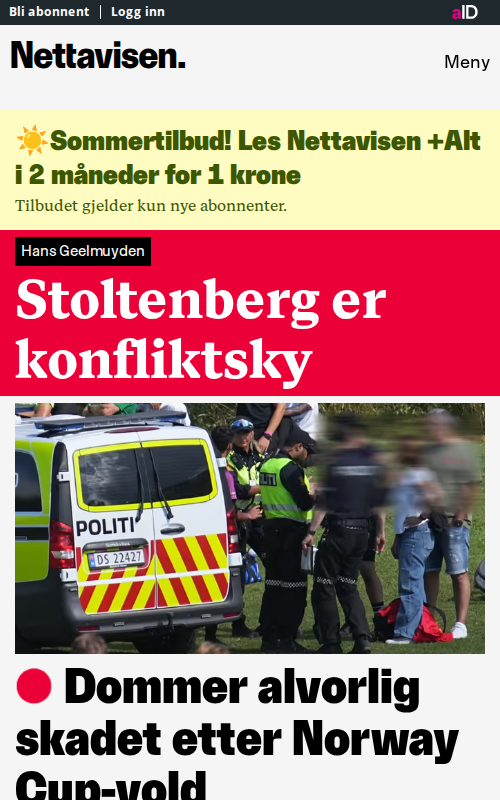 Bli abonnent | Logg inn
aID
Nettavisen.
Meny
☀️Sommertilbud! Les Nettavisen +Alt
i 2 måneder for 1 krone
Tilbudet gjelder kun nye abonnenter.
Hans Geelmuyden
Stoltenberg er
konfliktsky
POLITI
DS 22427
🔴 Dommer alvorlig
skadet etter Norway
Cup-vold